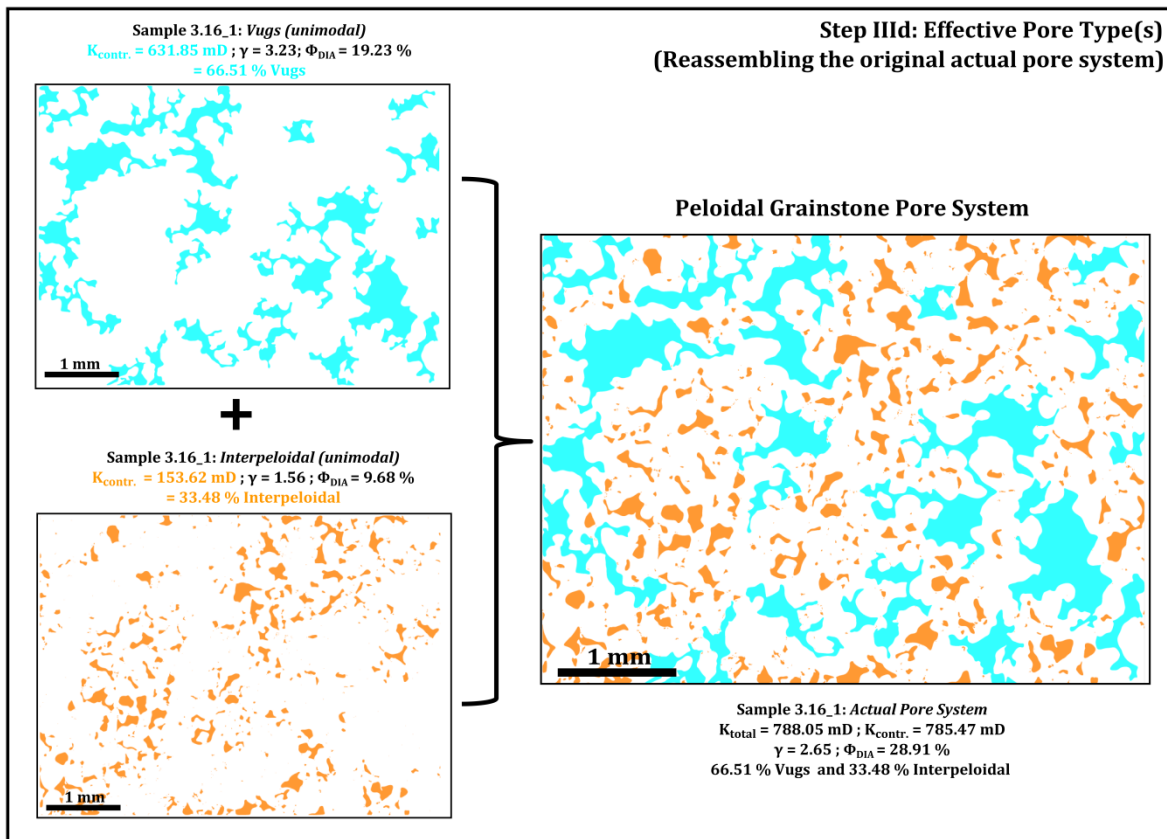 Step IIId: Effective Pore Type(s)
(Reassembling the original actual pore system)
Sample 3.16_1: Vugs (unimodal)
Kcontr. = 631.85 mD ; γ = 3.23; ΦDIA = 19.23 %
= 66.51 % Vugs
1 mm
+
Sample 3.16_1: Interpeloidal (unimodal)
Kcontr. = 153.62 mD ; γ = 1.56 ; ΦDIA = 9.68 %
= 33.48 % Interpeloidal
1 mm
Peloidal Grainstone Pore System
1 mm
Sample 3.16_1: Actual Pore System
Ktotal = 788.05 mD ; Kcontr. = 785.47 mD
γ = 2.65 ; ΦDIA = 28.91 %
66.51 % Vugs and 33.48 % Interpeloidal